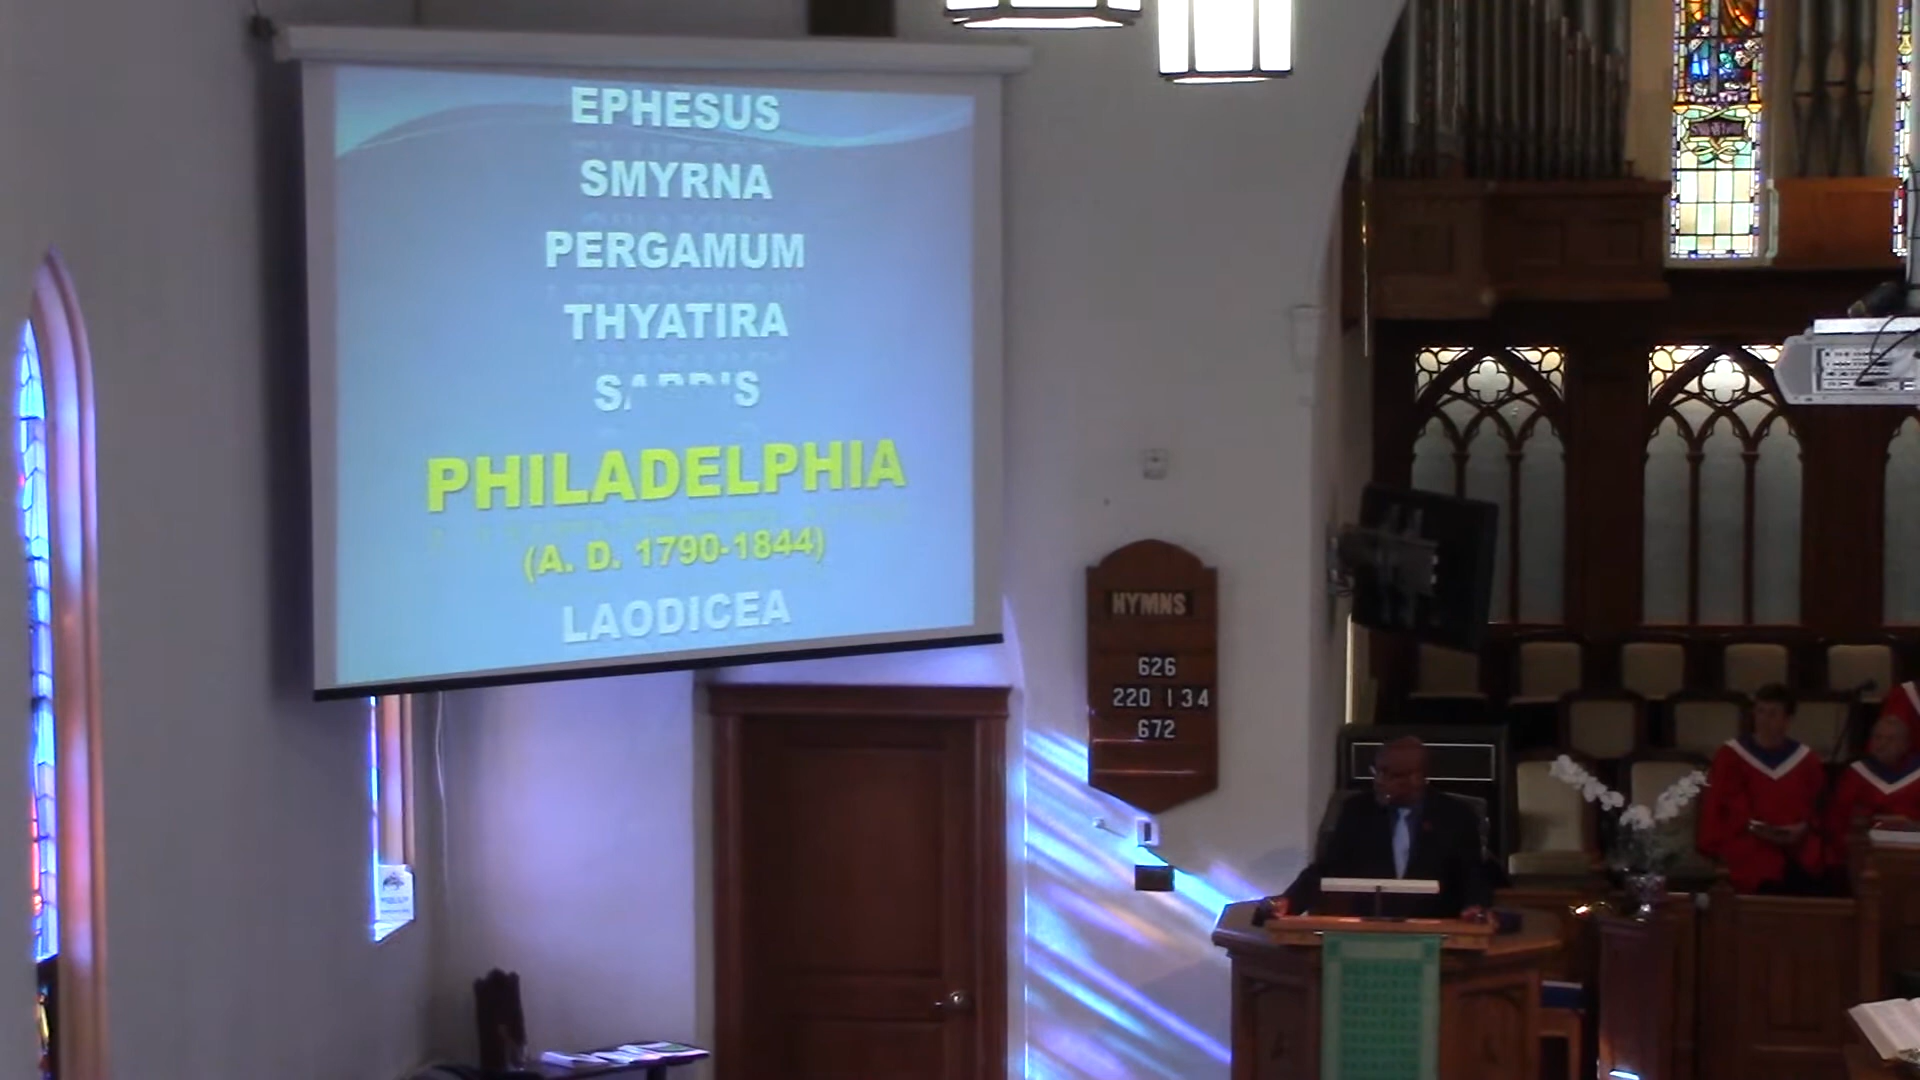 EPHESUS
SMYRNA
PERGAMUM
THYATIRA
PHILADELPHIA
(A. D. 1790-1844)
LAODICEA
HYMNS
626
220 134
672